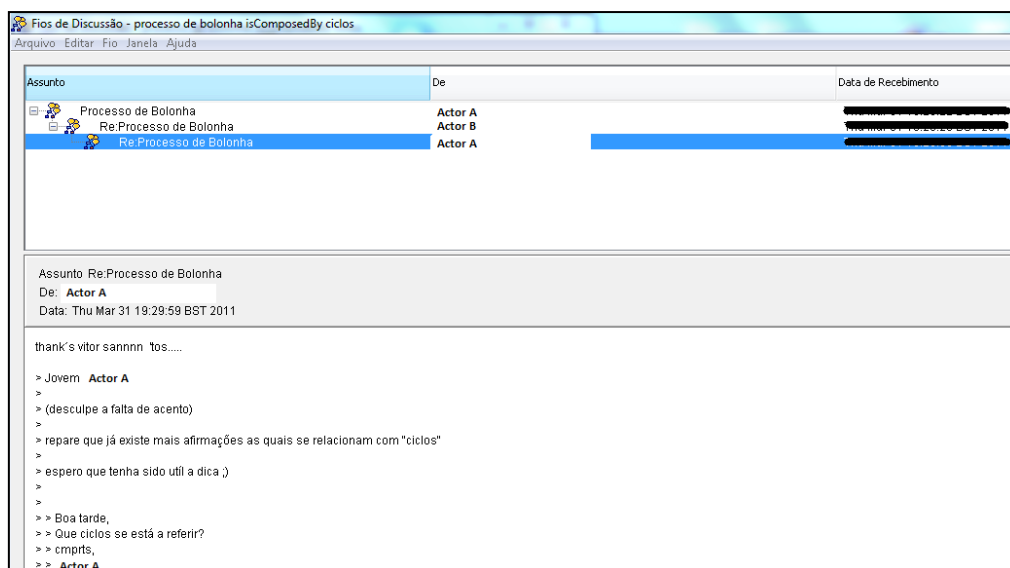 Fios de Discussão - processo de bolonha isComposedBy ciclos
Arquivo Editar Fio Janela Ajuda
Assunto De Data de Recebimento
Processo de Bolonha Actor A
Re:Processo de Bolonha Actor B
Re:Processo de Bolonha Actor A
Assunto Re:Processo de Bolonha
De: Actor A
Data: Thu Mar 31 19:29:59 BST 2011
thank´s vitor sannnn 'tos.....
> Jovem Actor A
>
> (desculpe a falta de acento)
>
> repare que já existe mais afirmações as quais se relacionam com "ciclos"
>
> espero que tenha sido utíl a dica ;)
>
>
> > Boa tarde,
> > Que ciclos se está a referir?
> > cmprts,
> > Actor A